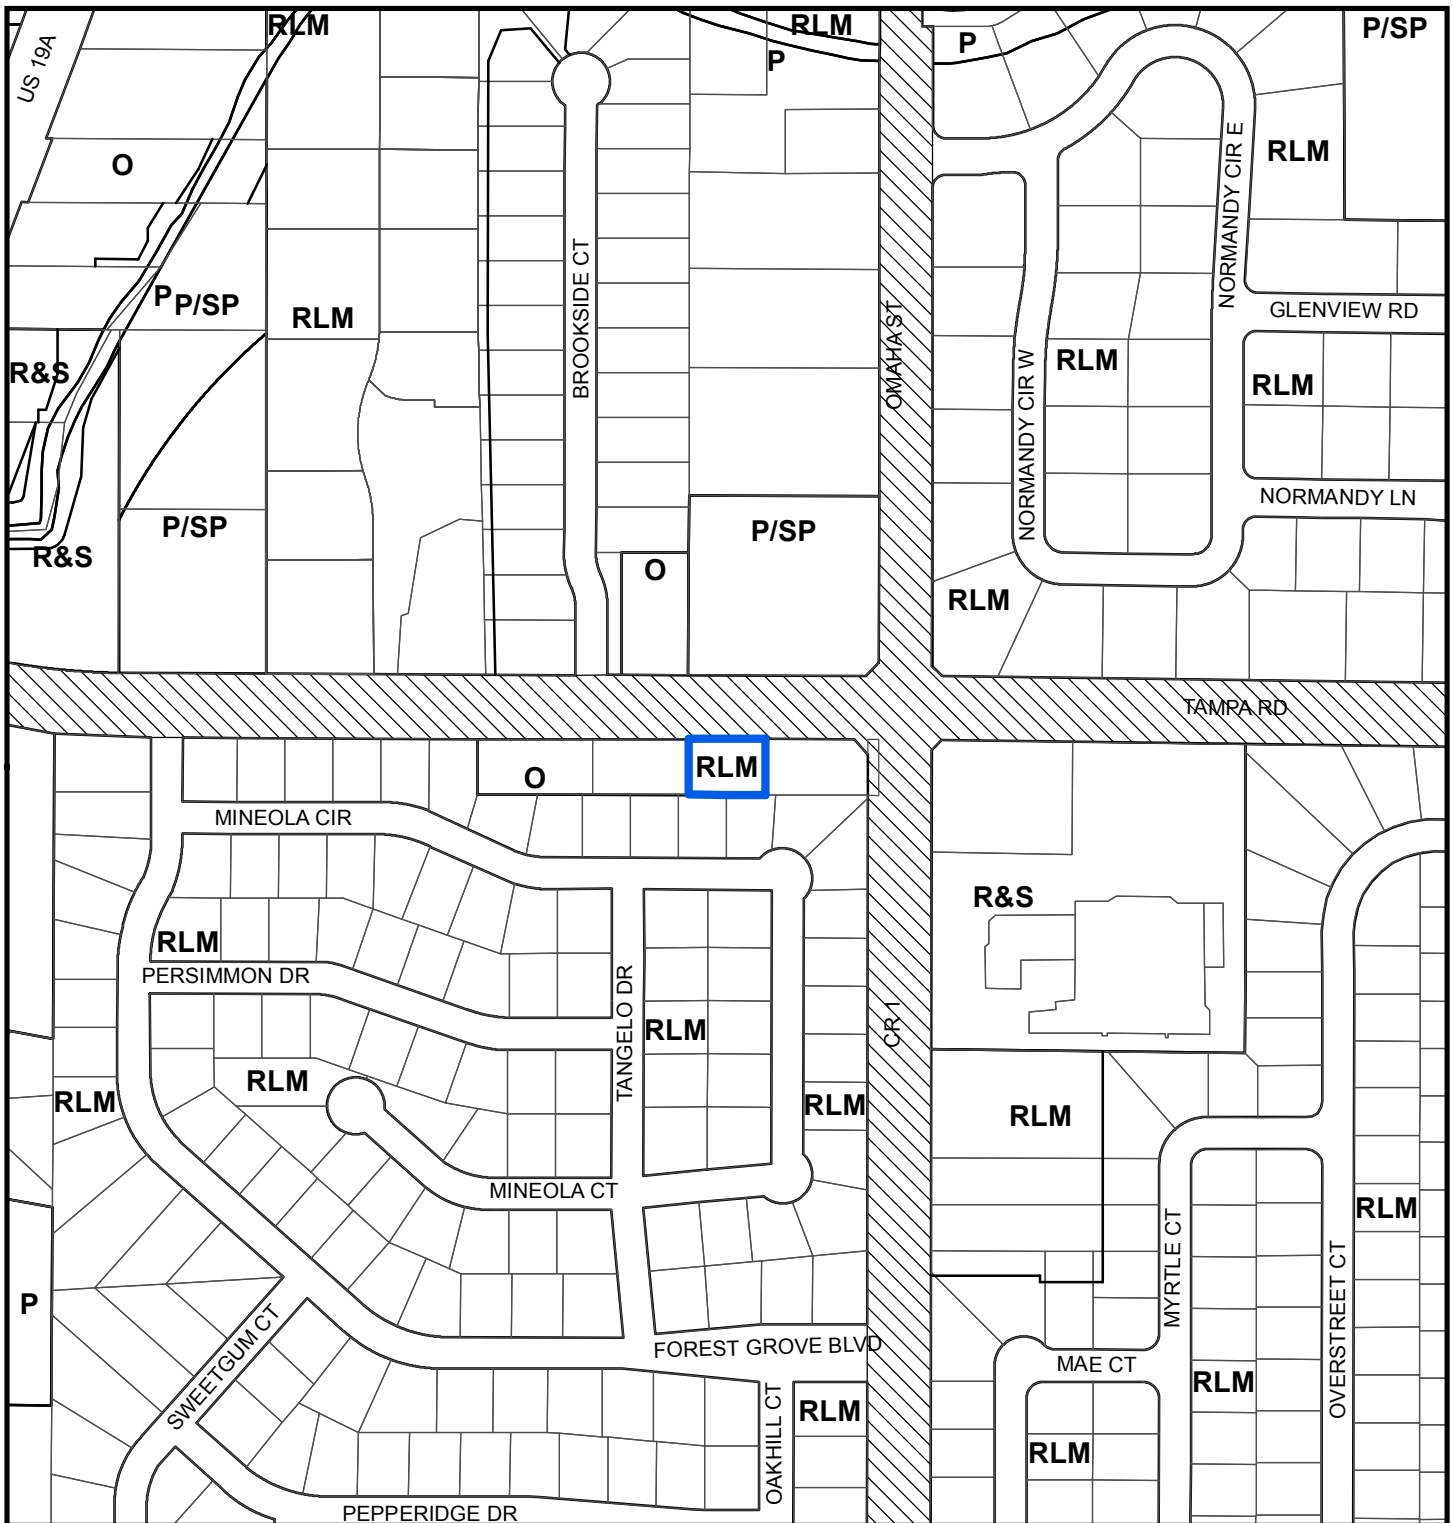 RLM
RLM
P/SP
US 19A
P
P
O
RLM
NORMANDY CIR E
BROOKSIDE CT
P
P/SP
RLM
OMAHA ST
GLENVIEW RD
R&S
RLM
RLM
NORMANDY CIR W
NORMANDY LN
P/SP
P/SP
R&S
O
RLM
TAMPA RD
O
RLM
MINEOLA CIR
R&S
RLM
PERSIMMON DR
TANGELO DR
RLM
CR 1
RLM
RLM
RLM
RLM
MINEOLA CT
RLM
MYRTLE CT
OVERSTREET CT
P
SWEETGUM CT
FOREST GROVE BLVD
MAE CT
RLM
OAKHILL CT
RLM
RLM
PEPPERIDGE DR